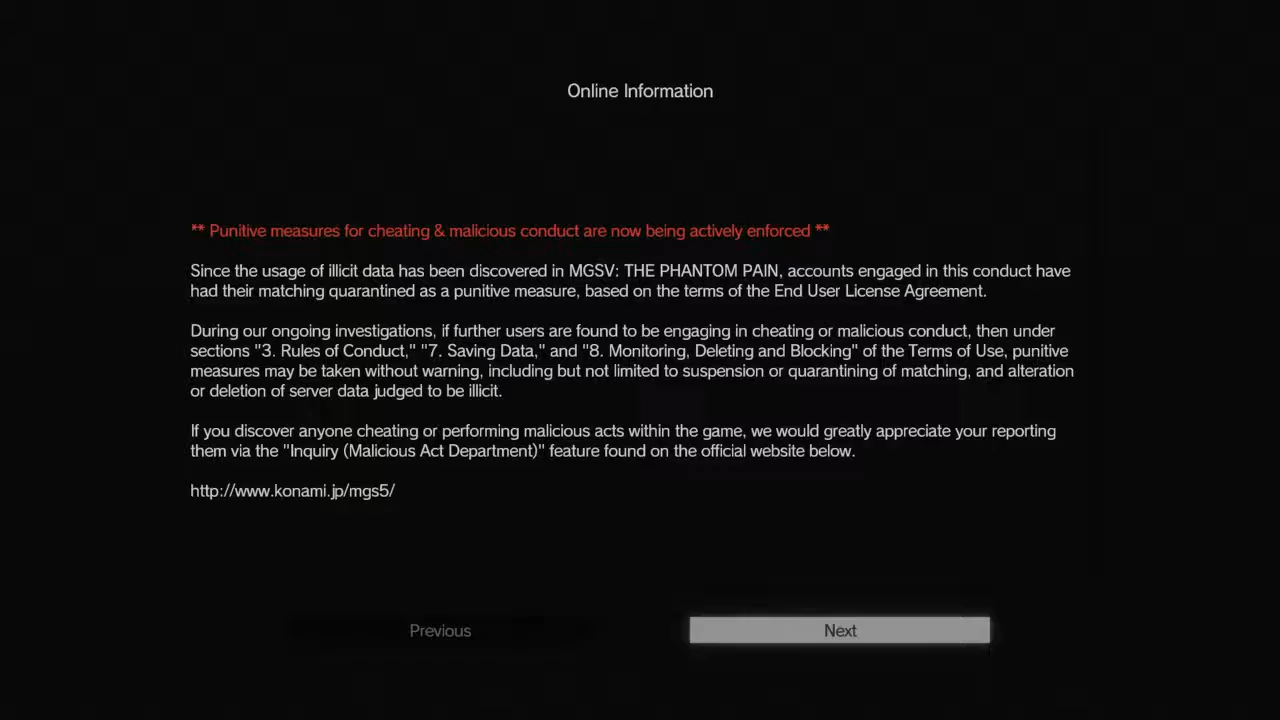 Online Information
** Punitive measures for cheating & malicious conduct are now being actively enforced **
Since the usage of illicit data has been discovered in MGSV: THE PHANTOM PAIN, accounts engaged in this conduct have
had their matching quarantined as a punitive measure, based on the terms of the End User License Agreement.
During our ongoing investigations, if further users are found to be engaging in cheating or malicious conduct, then under
sections "3. Rules of Conduct," "7. Saving Data," and "8. Monitoring, Deleting and Blocking" of the Terms of Use, punitive
measures may be taken without warning, including but not limited to suspension or quarantining of matching, and alteration
or deletion of server data judged to be illicit.
If you discover anyone cheating or performing malicious acts within the game, we would greatly appreciate your reporting
them via the "Inquiry (Malicious Act Department)" feature found on the official website below.
http://www.konami.jp/mgs5/
Previous
Next